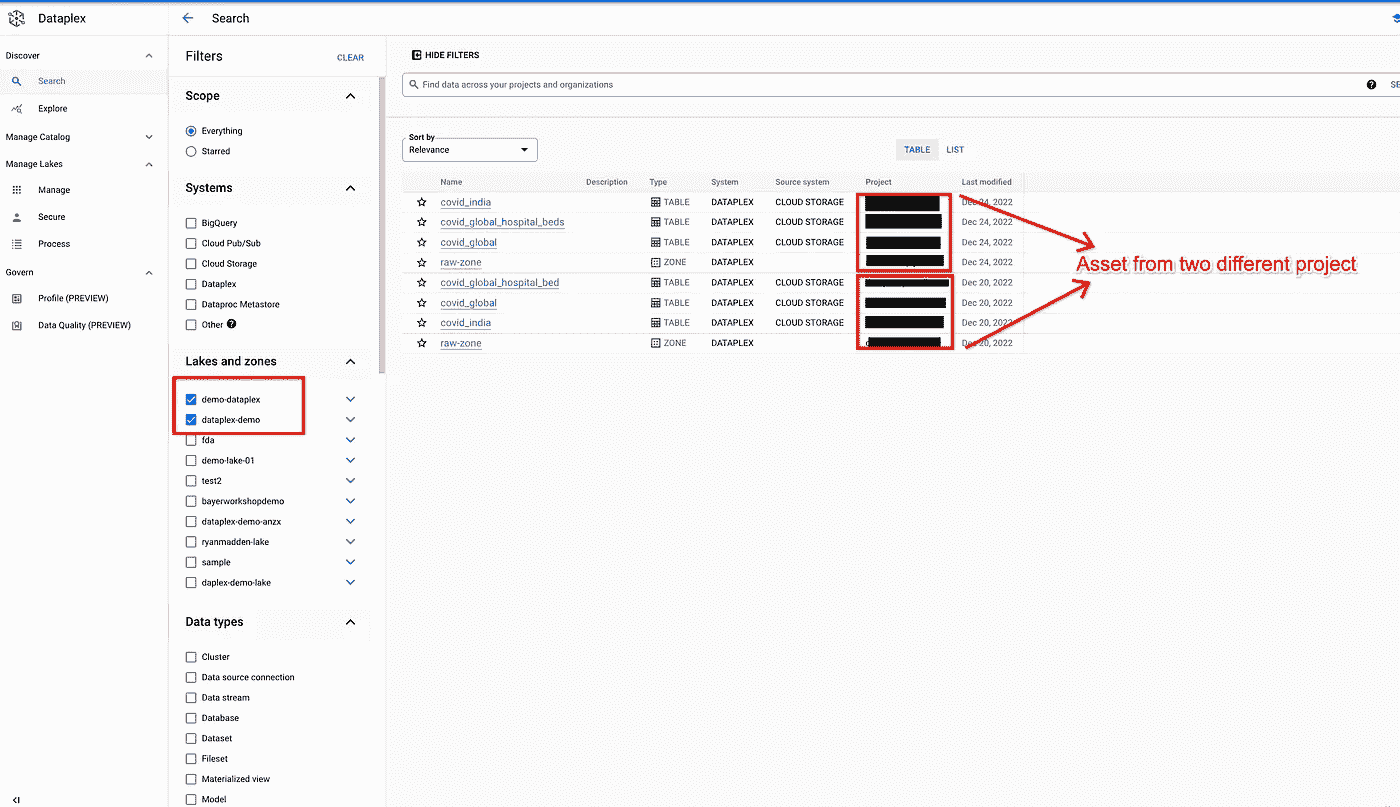 Dataplex
Search
Discover
Search
Explore
Manage Catalog
Manage Lakes
Manage
Secure
Process
Govern
Profile (PREVIEW)
Data Quality (PREVIEW)
Filters CLEAR
Scope
Everything
Starred
Systems
BigQuery
Cloud Pub/Sub
Cloud Storage
Dataplex
Dataproc Metastore
Other
Lakes and zones
demo-dataplex
dataplex-demo
fda
demo-lake-01
test2
bayerworkshopdemo
dataplex-demo-anzx
ryanmadden-lake
sample
daplex-demo-lake
Data types
Cluster
Data source connection
Data stream
Database
Dataset
Fileset
Materialized view
Model
HIDE FILTERS
Find data across your projects and organizations SE
Sort by
Relevance
TABLE LIST
Name Description Type System Source system Project Last modified
covid_india TABLE DATAPLEX CLOUD STORAGE Dec 24, 2022
covid_global_hospital_beds TABLE DATAPLEX CLOUD STORAGE Dec 24, 2022
covid_global TABLE DATAPLEX CLOUD STORAGE Dec 24, 2022
raw-zone ZONE DATAPLEX Dec 24, 2022
covid_global_hospital_bed TABLE DATAPLEX CLOUD STORAGE Dec 20, 2022
covid_global TABLE DATAPLEX CLOUD STORAGE Dec 20, 2022
covid_india TABLE DATAPLEX CLOUD STORAGE Dec 20, 2022
raw-zone ZONE DATAPLEX Dec 20, 2022
Asset from two different project